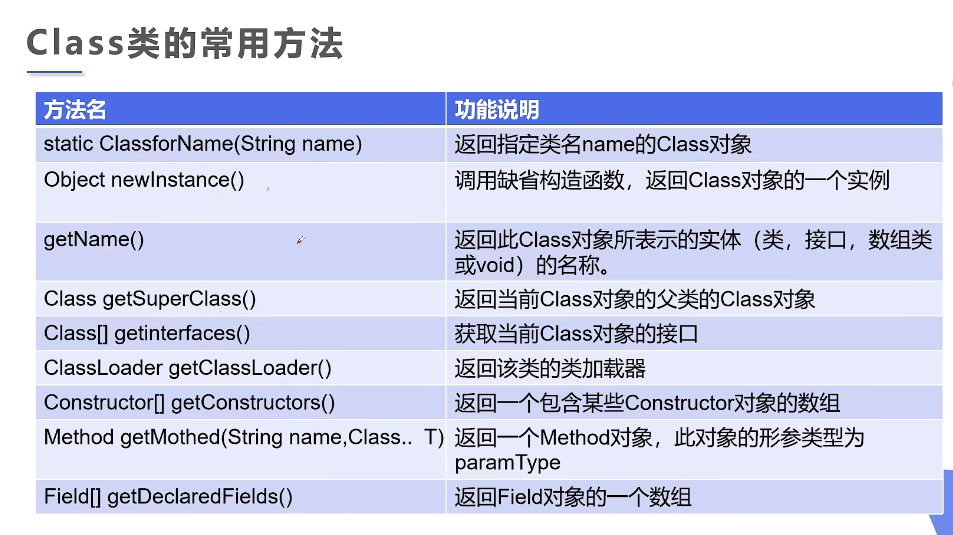 Class类的常用方法
方法名 功能说明
static ClassforName(String name) 返回指定类名name的Class对象
Object newInstance() 调用缺省构造函数，返回Class对象的一个实例
getName() 返回此Class对象所表示的实体（类，接口，数组类
或void）的名称。
Class getSuperClass() 返回当前Class对象的父类的Class对象
Class[] getinterfaces() 获取当前Class对象的接口
ClassLoader getClassLoader() 返回该类的类加载器
Constructor[] getConstructors() 返回一个包含某些Constructor对象的数组
Method getMothed(String name,Class.. T) 返回一个Method对象，此对象的形参类型为
paramType
Field[] getDeclaredFields() 返回Field对象的一个数组